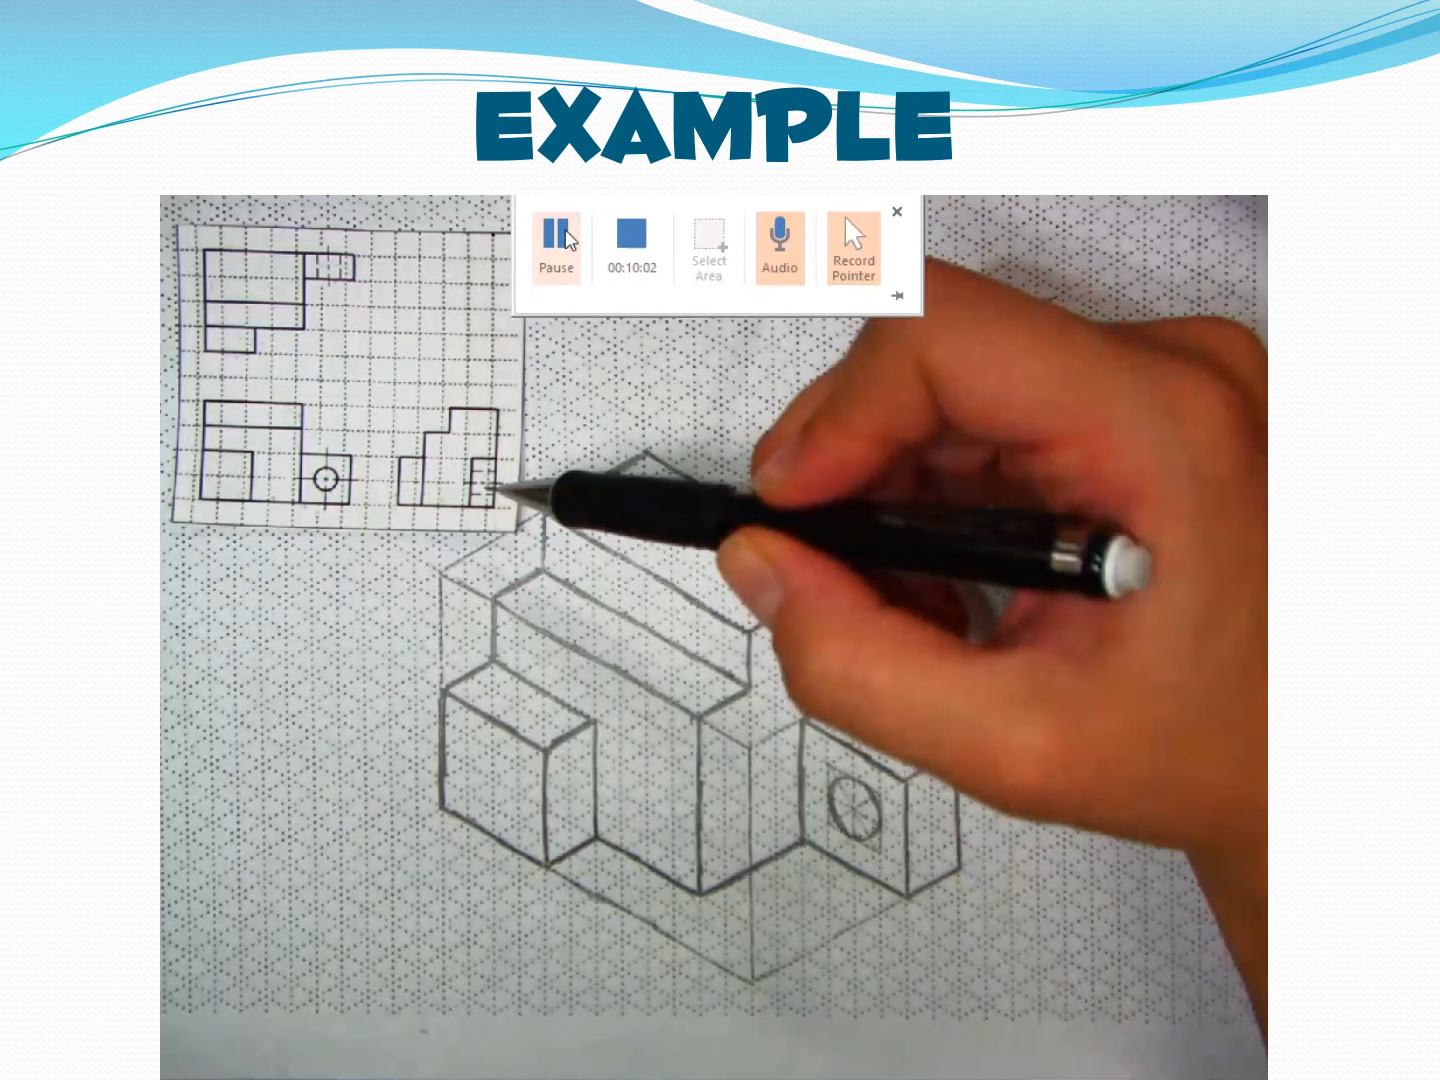 EXAMPLE
Pause
00:10:02
Select
Area
Audio
Record
Pointer